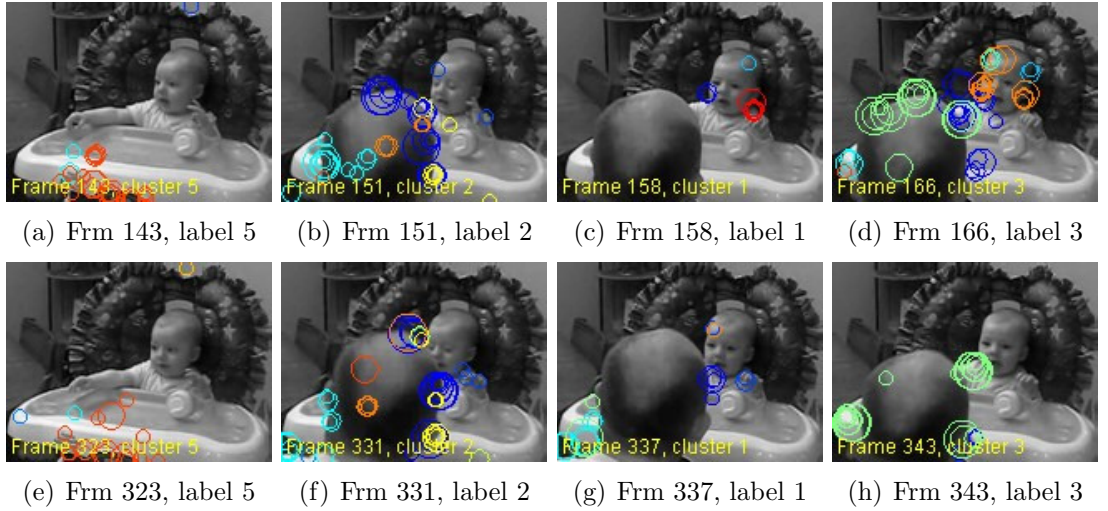 Frame 143, cluster 5
Frame 151, cluster 2
Frame 158, cluster 1
Frame 166, cluster 3
(a) Frm 143, label 5
(b) Frm 151, label 2
(c) Frm 158, label 1
(d) Frm 166, label 3
Frame 323, cluster 5
Frame 331, cluster 2
Frame 337, cluster 1
Frame 343, cluster 3
(e) Frm 323, label 5
(f) Frm 331, label 2
(g) Frm 337, label 1
(h) Frm 343, label 3